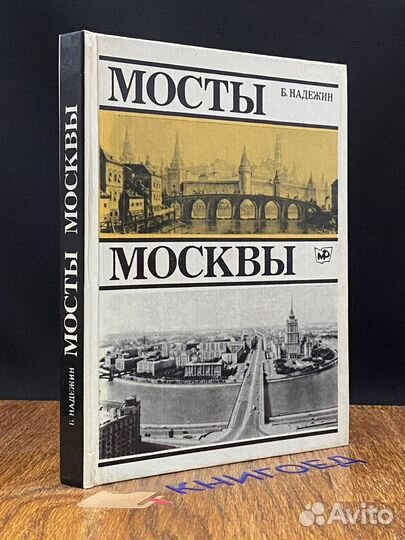 МОСТЫ
Б. НАДЕЖИН
МОСКВЫ
МР
Б. НАДЕЖИН МОСТЫ МОСКВЫ
КНИГОЕД
Avito